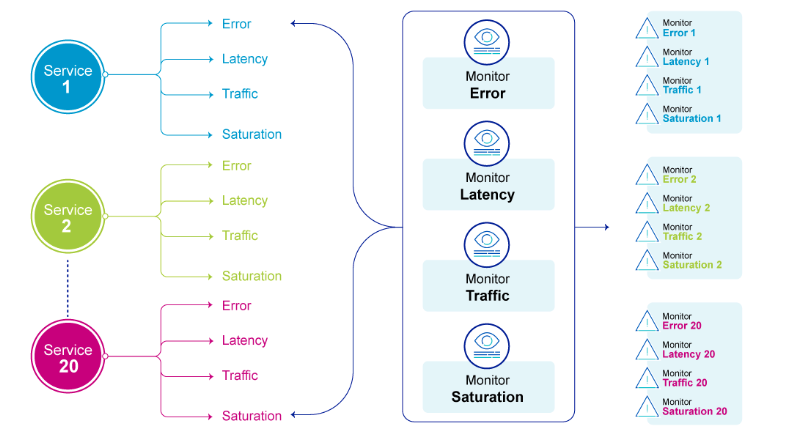 Service
1
Error
Latency
Traffic
Saturation
Service
2
Error
Latency
Traffic
Saturation
Service
20
Error
Latency
Traffic
Saturation
Monitor
Error
Monitor
Latency
Monitor
Traffic
Monitor
Saturation
Monitor
Error 1
Monitor
Latency 1
Monitor
Traffic 1
Monitor
Saturation 1
Monitor
Error 2
Monitor
Latency 2
Monitor
Traffic 2
Monitor
Saturation 2
Monitor
Error 20
Monitor
Latency 20
Monitor
Traffic 20
Monitor
Saturation 20